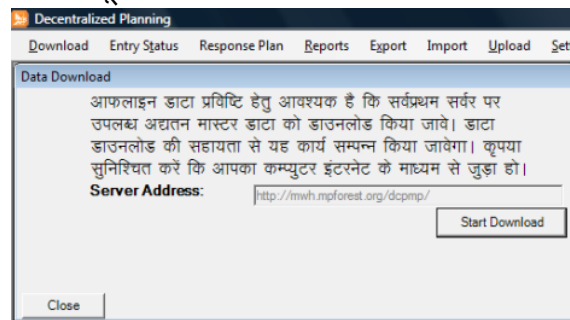 Decentralized Planning
Download Entry Status Response Plan Reports Export Import Upload
Data Download
आफलाइन डाटा प्रविष्टि हेतु आवश्यक है कि सर्वप्रथम सर्वर पर
उपलब्ध अद्यतन मास्टर डाटा को डाउनलोड किया जावे। डाटा
डाउनलोड की सहायता से यह कार्य सम्पन्न किया जावेगा। कृपया
सुनिश्चित करें कि आपका कम्प्युटर इंटरनेट के माध्यम से जुड़ा हो।
Server Address: http://mwh.mpforest.org/dcpmp/
Start Download
Close